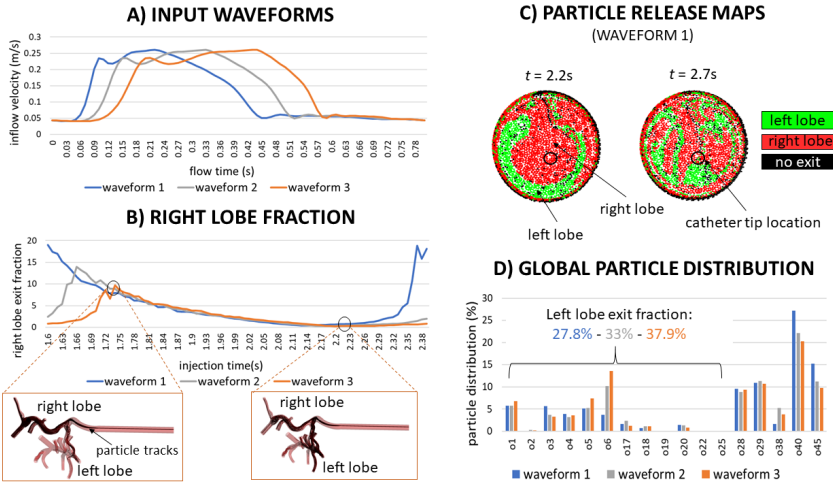 A) INPUT WAVEFORMS
inflow velocity (m/s)
0.3
0.25
0.2
0.15
0.1
0.05
0
0 0.03 0.06 0.09 0.12 0.15 0.18 0.21 0.24 0.27 0.3 0.33 0.36 0.39 0.42 0.45 0.48 0.51 0.54 0.57 0.6 0.63 0.66 0.69 0.72 0.75 0.78
flow time (s)
waveform 1 waveform 2 waveform 3
B) RIGHT LOBE FRACTION
right lobe exit fraction
20
15
10
5
0
1.6 1.63 1.66 1.69 1.72 1.75 1.78 1.81 1.84 1.87 1.9 1.93 1.96 1.99 2.02 2.05 2.08 2.11 2.14 2.17 2.2 2.23 2.26 2.29 2.32 2.35 2.38
injection time(s)
waveform 1 waveform 2 waveform 3
right lobe
particle tracks
left lobe
right lobe
left lobe
C) PARTICLE RELEASE MAPS
(WAVEFORM 1)
t = 2.2s
t = 2.7s
left lobe
right lobe
no exit
right lobe
left lobe
catheter tip location
D) GLOBAL PARTICLE DISTRIBUTION
particle distribution (%)
30
25
20
15
10
5
0
Left lobe exit fraction:
27.8% - 33% - 37.9%
o1 o2 o3 o4 o5 o6 o17 o18 o19 o20 o22 o25 o28 o29 o38 o40 o45
waveform 1 waveform 2 waveform 3